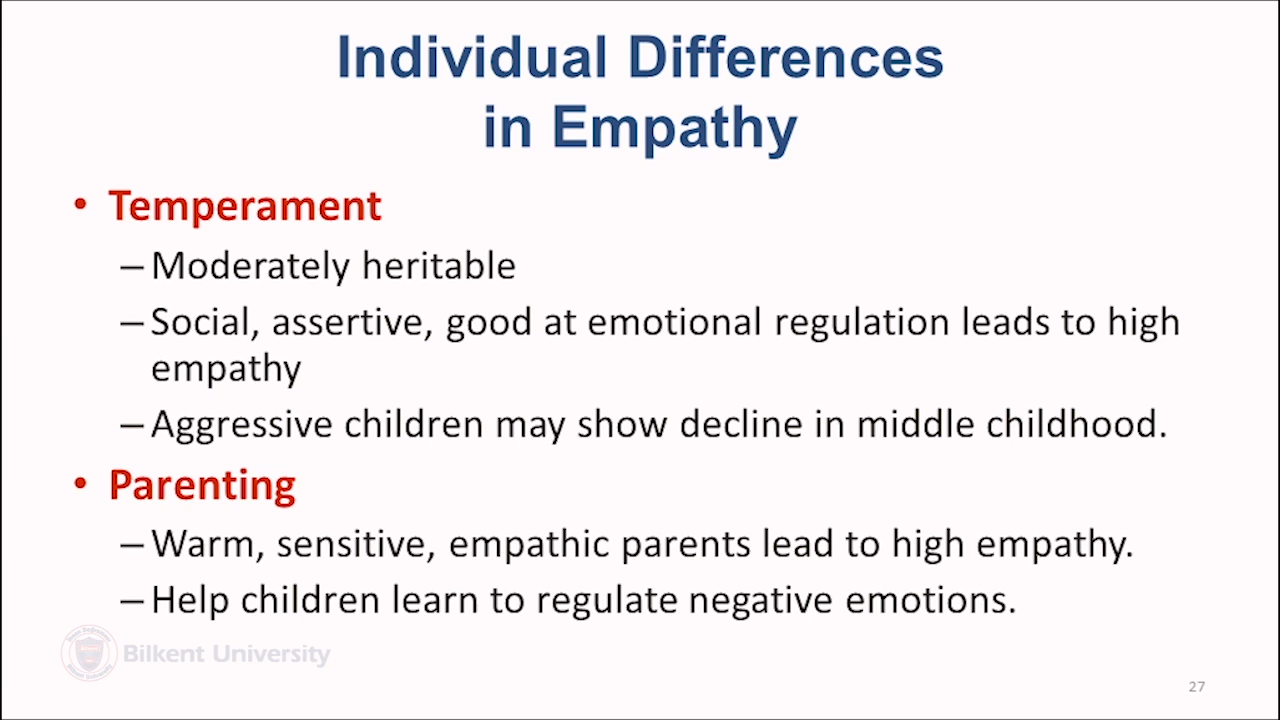 Individual Differences
in Empathy
• Temperament
– Moderately heritable
– Social, assertive, good at emotional regulation leads to high
empathy
– Aggressive children may show decline in middle childhood.
• Parenting
– Warm, sensitive, empathic parents lead to high empathy.
– Help children learn to regulate negative emotions.
Bilkent University
27